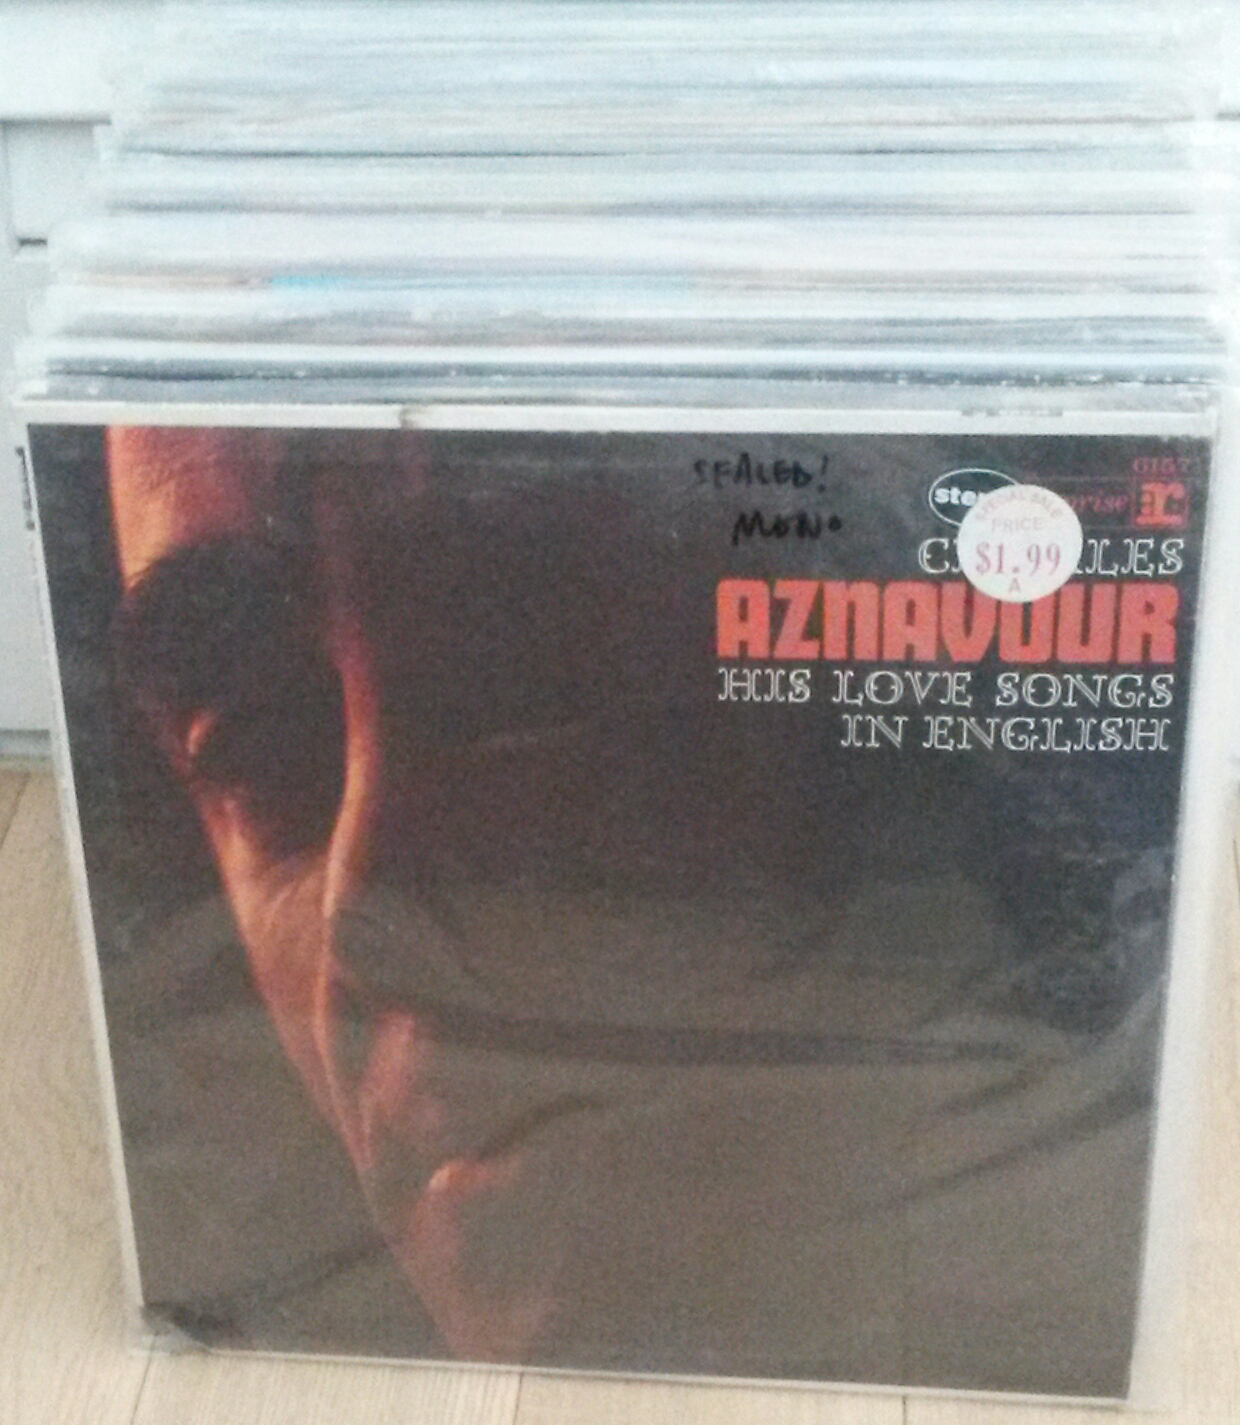 SEALED!
MONO
6157
SPECIAL SALE
PRICE
$1.99
A
AZNAVOUR
HIS LOVE SONGS
IN ENGLISH